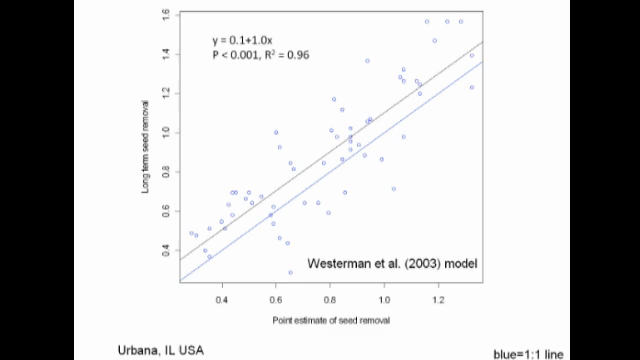 y = 0.1+1.0x
P < 0.001, R² = 0.96
1.6
1.4
1.2
1.0
0.8
0.6
0.4
Long term seed removal
Westerman et al. (2003) model
0.4 0.6 0.8 1.0 1.2
Point estimate of seed removal
Urbana, IL USA
blue=1:1 line